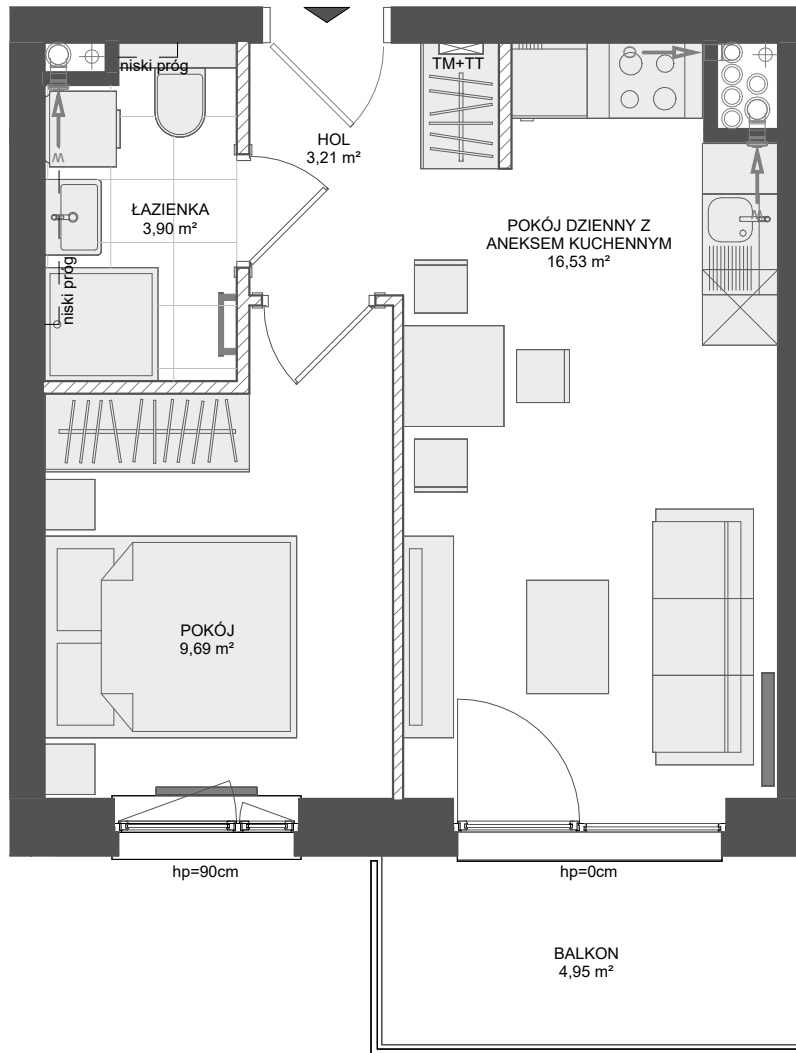 niski próg
TM+TT
HOL
3,21 m²
ŁAZIENKA
3,90 m²
POKÓJ DZIENNY Z
ANEKSEM KUCHENNYM
16,53 m²
niski próg
POKÓJ
9,69 m²
hp=90cm
hp=0cm
BALKON
4,95 m²
W
W